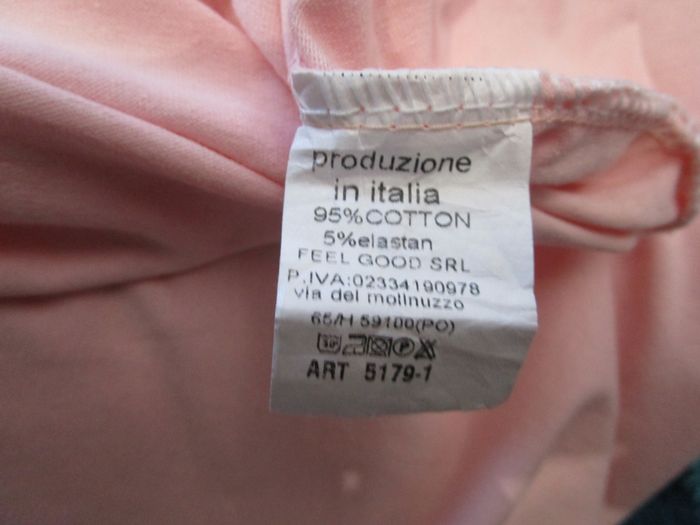 produzione
in italia
95%COTTON
5%elastan
FEEL GOOD SRL
P.IVA:02334190978
via del molinuzzo
65/H 59100(PO)
ART 5179-1